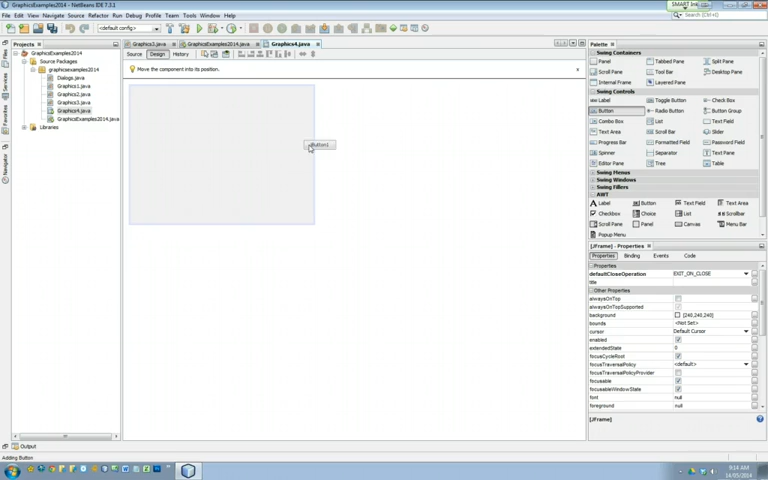 GraphicsExamples2014 - NetBeans IDE 7.3.1
SMART Ink
File Edit View Navigate Source Refactor Run Debug Profile Team Tools Window Help
Search (Ctrl+I)
<default config>
Projects
Graphics3.java
GraphicsExamples2014.java
Graphics4.java
Palette
Source Design History
Move the component into its position.
GraphicsExamples2014
Source Packages
graphicsexamples2014
Dialogs.java
Graphics1.java
Graphics2.java
Graphics3.java
Graphics4.java
GraphicsExamples2014.java
Libraries
Files
Services
Favorites
Navigator
jButton1
Swing Containers
Panel Tabbed Pane Split Pane
Scroll Pane Tool Bar Desktop Pane
Internal Frame Layered Pane
Swing Controls
Label Toggle Button Check Box
Button Radio Button Button Group
Combo Box List Text Field
Text Area Scroll Bar Slider
Progress Bar Formatted Field Password Field
Spinner Separator Text Pane
Editor Pane Tree Table
Swing Menus
Swing Windows
Swing Fillers
AWT
Label Button Text Field Text Area
Checkbox Choice List Scrollbar
Scroll Pane Panel Canvas Menu Bar
Popup Menu
[JFrame] - Properties
Properties Binding Events Code
Properties
defaultCloseOperation EXIT_ON_CLOSE
title
Other Properties
alwaysOnTop
alwaysOnTopSupported
background [240,240,240]
bounds <Not Set>
cursor Default Cursor
enabled
extendedState 0
focusCycleRoot
focusTraversalPolicy <default>
focusTraversalPolicyProvider
focusable
focusableWindowState
font null
foreground null
[JFrame]
Output
Adding Button
9:14 AM
14/05/2014